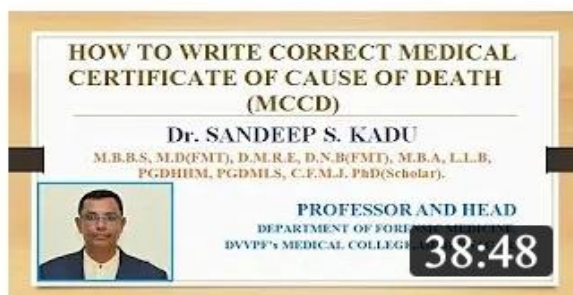 HOW TO WRITE CORRECT MEDICAL
CERTIFICATE OF CAUSE OF DEATH
(MCCD)
Dr. SANDEEP S. KADU
M.B.B.S, M.D(FMT), D.M.R.E, D.N.B(FMT), M.B.A, L.L.B,
PGDHHM, PGDMLS, C.F.M.J. PhD(Scholar).
PROFESSOR AND HEAD
DEPARTMENT OF FORENSIC MEDICINE
DVVPF's MEDICAL COLLEGE,
38:48